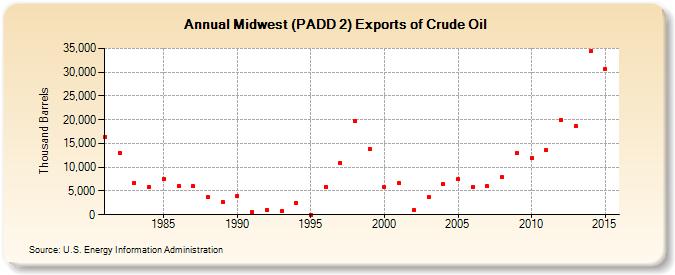 Annual Midwest (PADD 2) Exports of Crude Oil
Thousand Barrels
35,000
30,000
25,000
20,000
15,000
10,000
5,000
0
1985 1990 1995 2000 2005 2010 2015
Source: U.S. Energy Information Administration